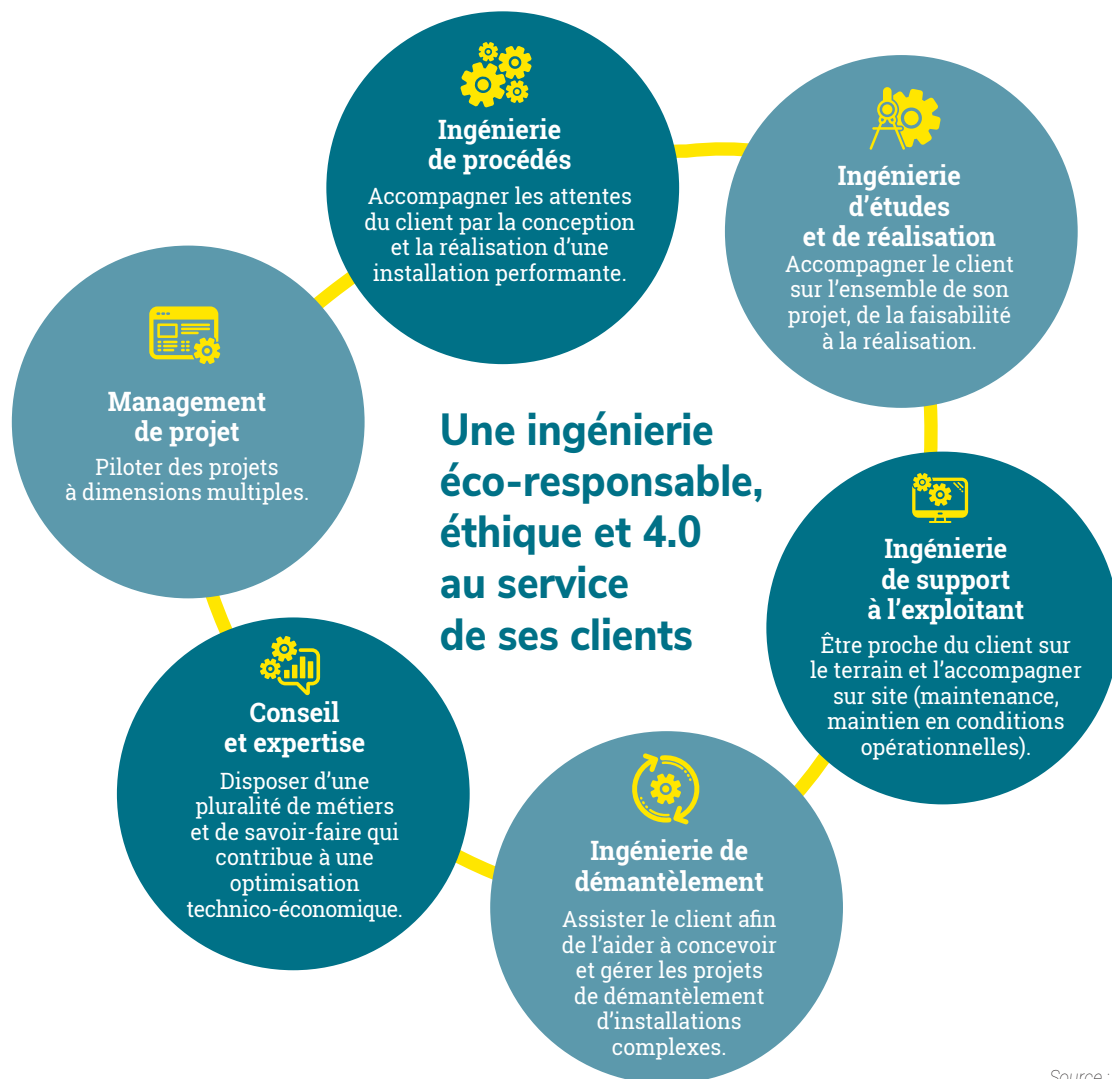 Ingénierie
de procédés
Accompagner les attentes
du client par la conception
et la réalisation d’une
installation performante.
Ingénierie
d’études
et de réalisation
Accompagner le client
sur l’ensemble de son
projet, de la faisabilité
à la réalisation.
Management
de projet
Piloter des projets
à dimensions multiples.
Une ingénierie
éco-responsable,
éthique et 4.0
au service
de ses clients
Ingénierie
de support
à l’exploitant
Être proche du client sur
le terrain et l’accompagner
sur site (maintenance,
maintien en conditions
opérationnelles).
Conseil
et expertise
Disposer d’une
pluralité de métiers
et de savoir-faire qui
contribue à une
optimisation
technico-économique.
Ingénierie de
démantèlement
Assister le client afin
de l’aider à concevoir
et gérer les projets
de démantèlement
d’installations
complexes.
Source :